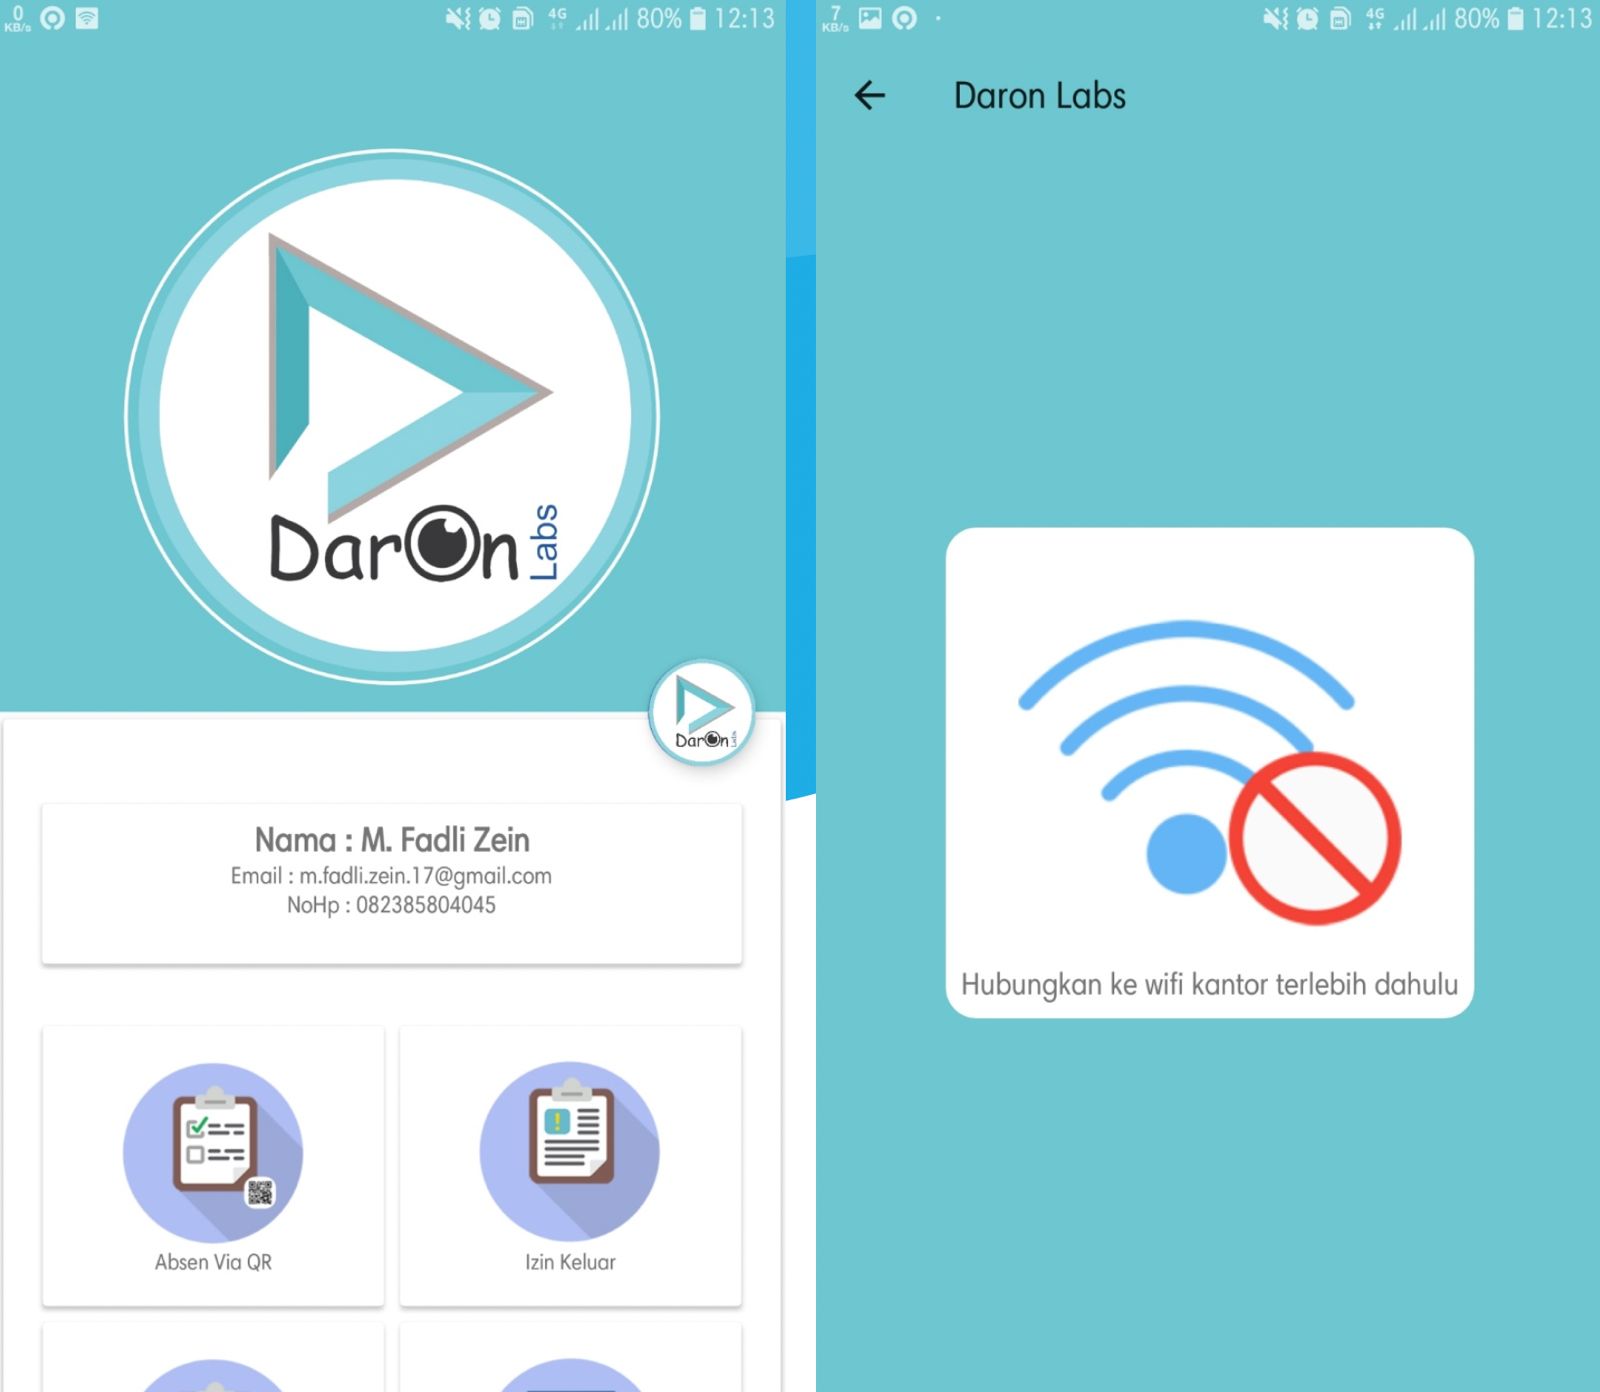 0
KB/s
4G
80%
12:13
DarOn
Labs
DarOn
Labs
Nama : M. Fadli Zein
Email : m.fadli.zein.17@gmail.com
NoHp : 082385804045
Absen Via QR
Izin Keluar
7
KB/s
4G
80%
12:13
Daron Labs
Hubungkan ke wifi kantor terlebih dahulu